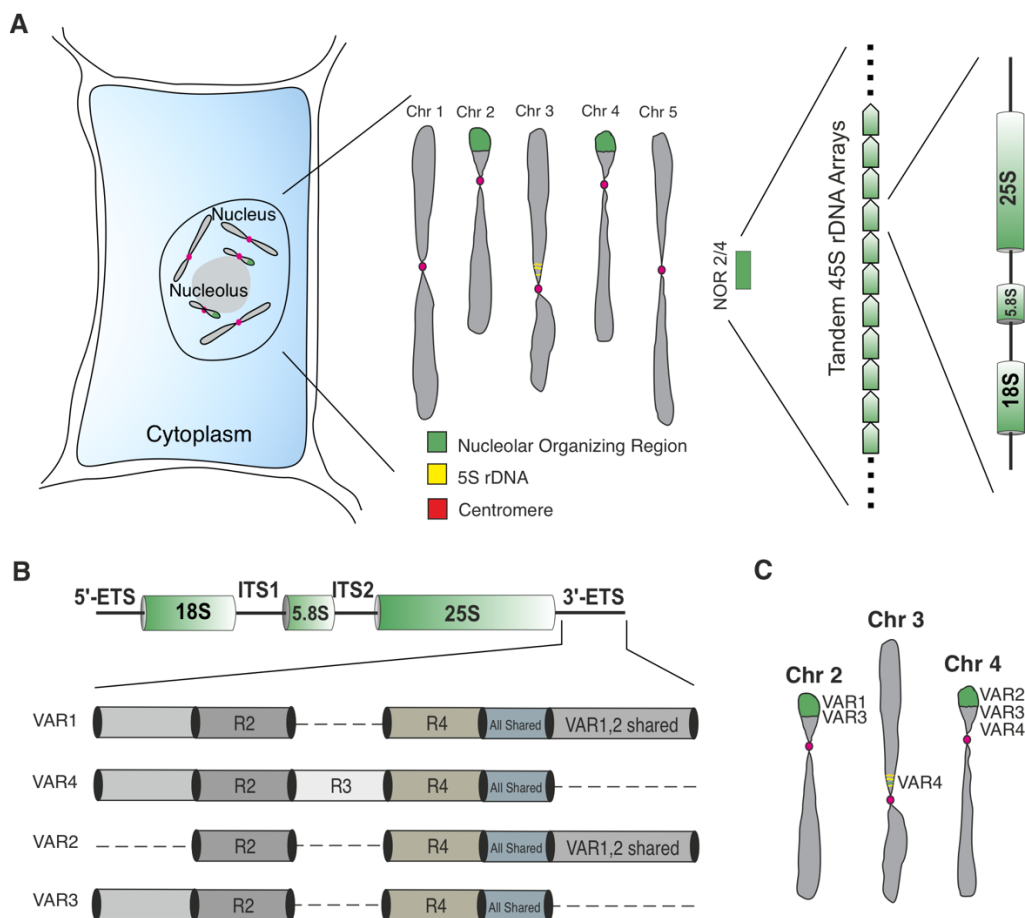 A
Chr 1
Chr 2
Chr 3
Chr 4
Chr 5
Nucleus
Nucleolus
Cytoplasm
Nucleolar Organizing Region
5S rDNA
Centromere
NOR 2/4
Tandem 45S rDNA Arrays
25S
5.8S
18S
B
5'-ETS
18S
ITS1
5.8S
ITS2
25S
3'-ETS
VAR1
R2
R4
All Shared
VAR1,2 shared
VAR4
R2
R3
R4
All Shared
VAR2
R2
R4
All Shared
VAR1,2 shared
VAR3
R2
R4
All Shared
C
Chr 2
VAR1
VAR3
Chr 3
VAR4
Chr 4
VAR2
VAR3
VAR4